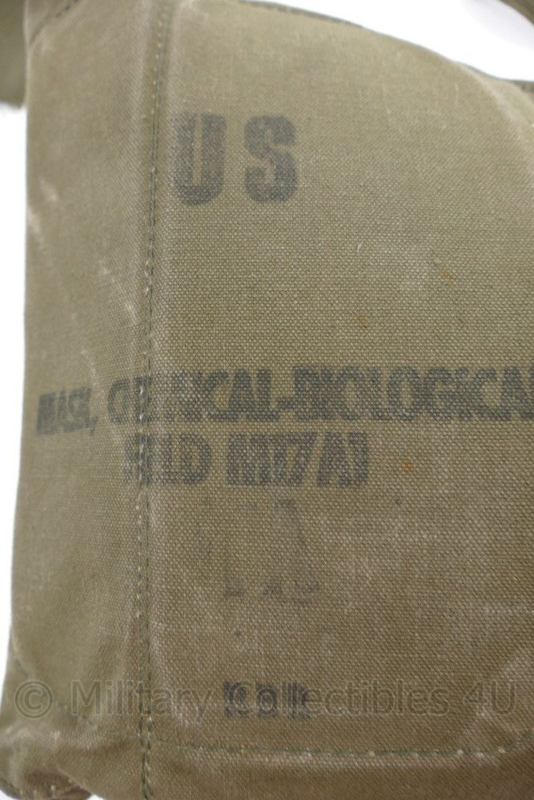 US
MASK, CHEMICAL-BIOLOGICAL
FIELD M17A1
© Military Collectibles 4U